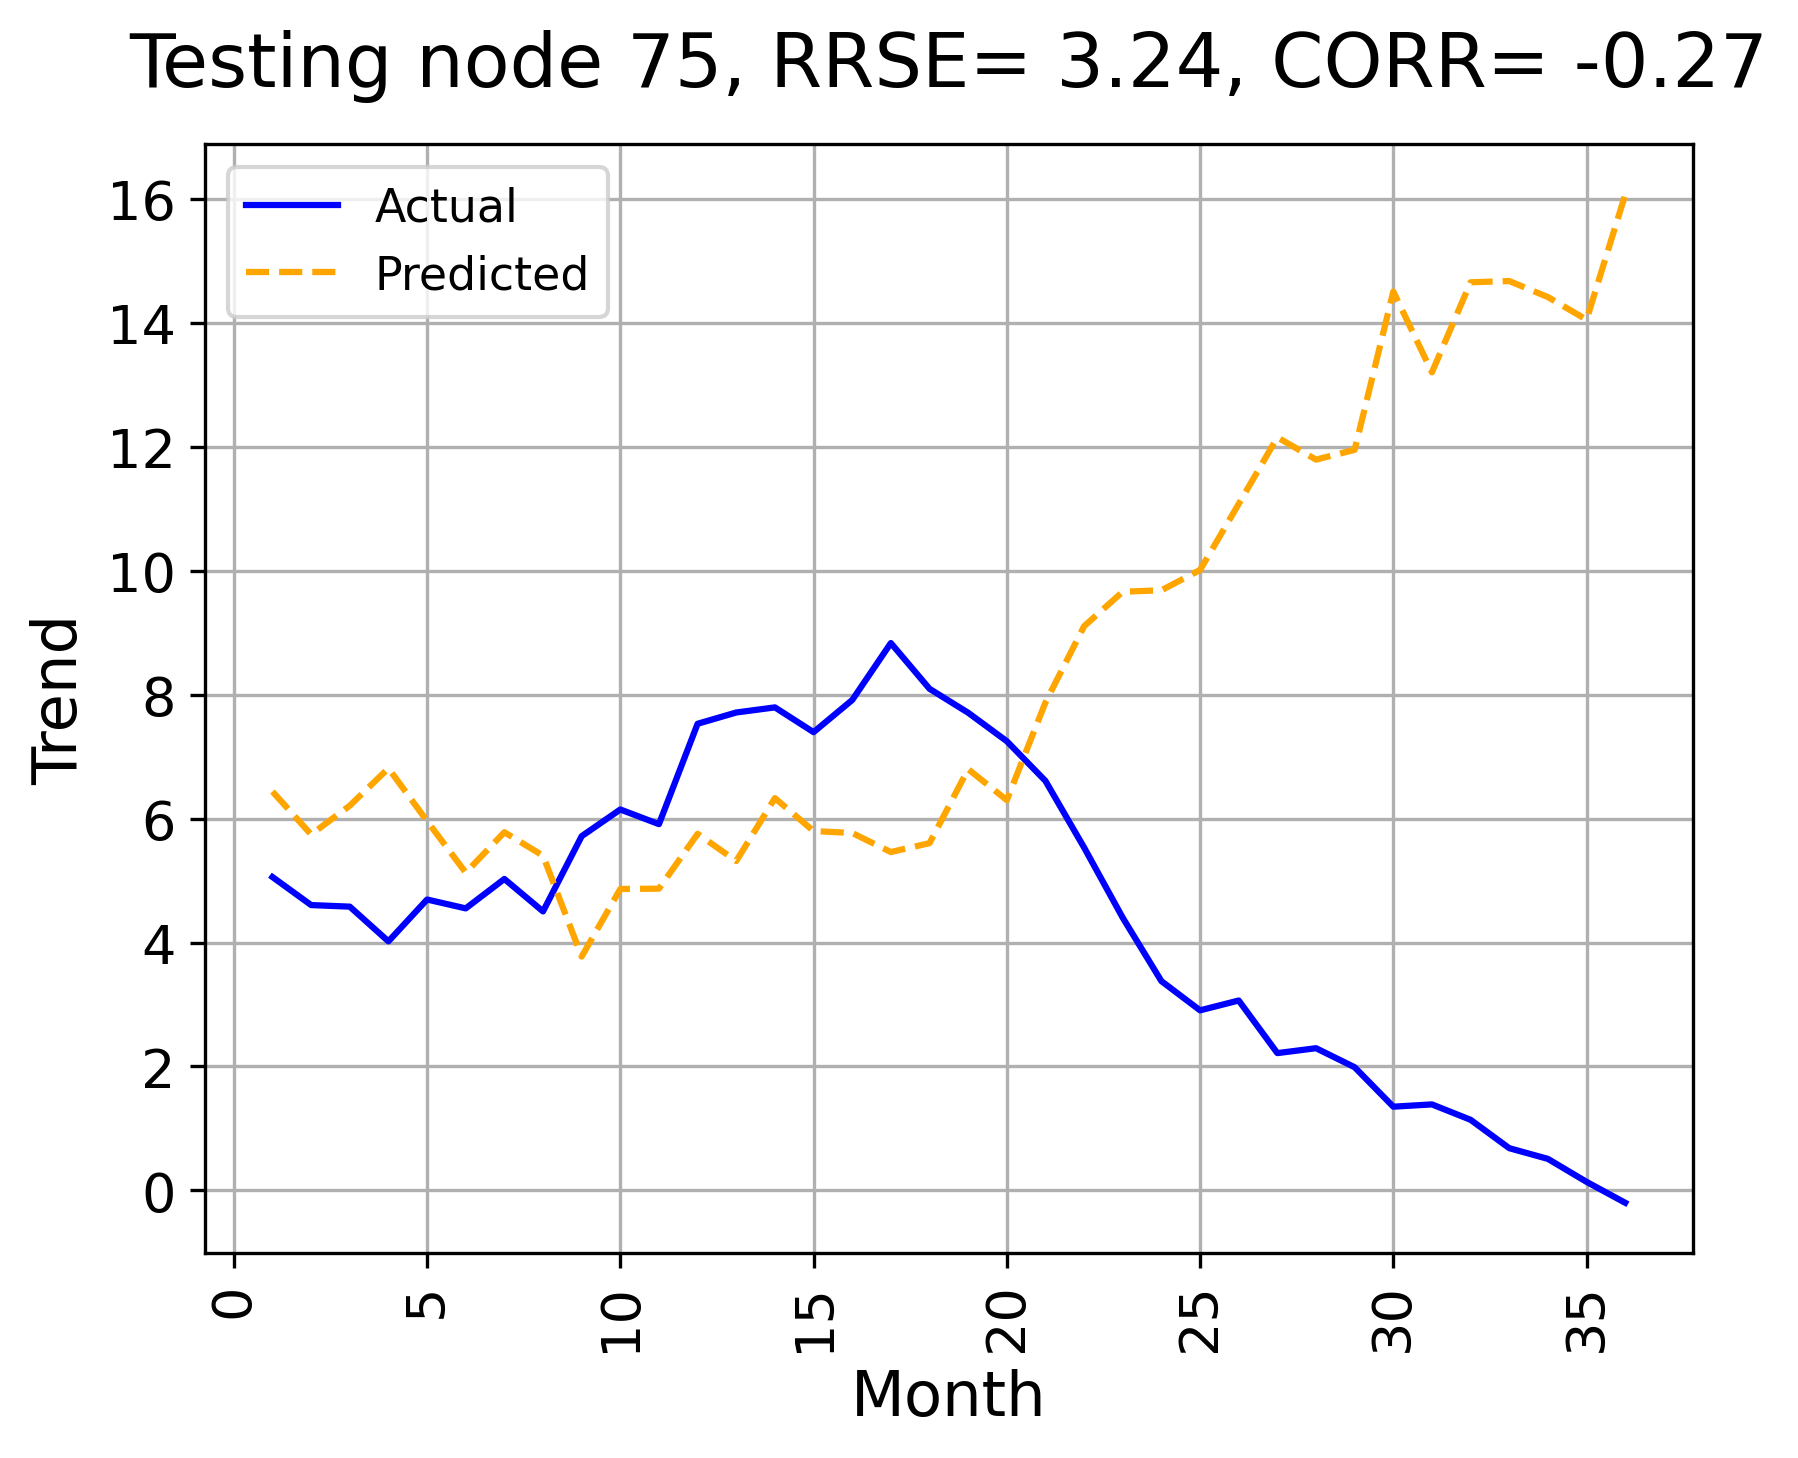 Testing node 75, RRSE= 3.24, CORR= -0.27
Actual
Predicted
16
14
12
10
8
6
4
2
0
Trend
0 5 10 15 20 25 30 35
Month